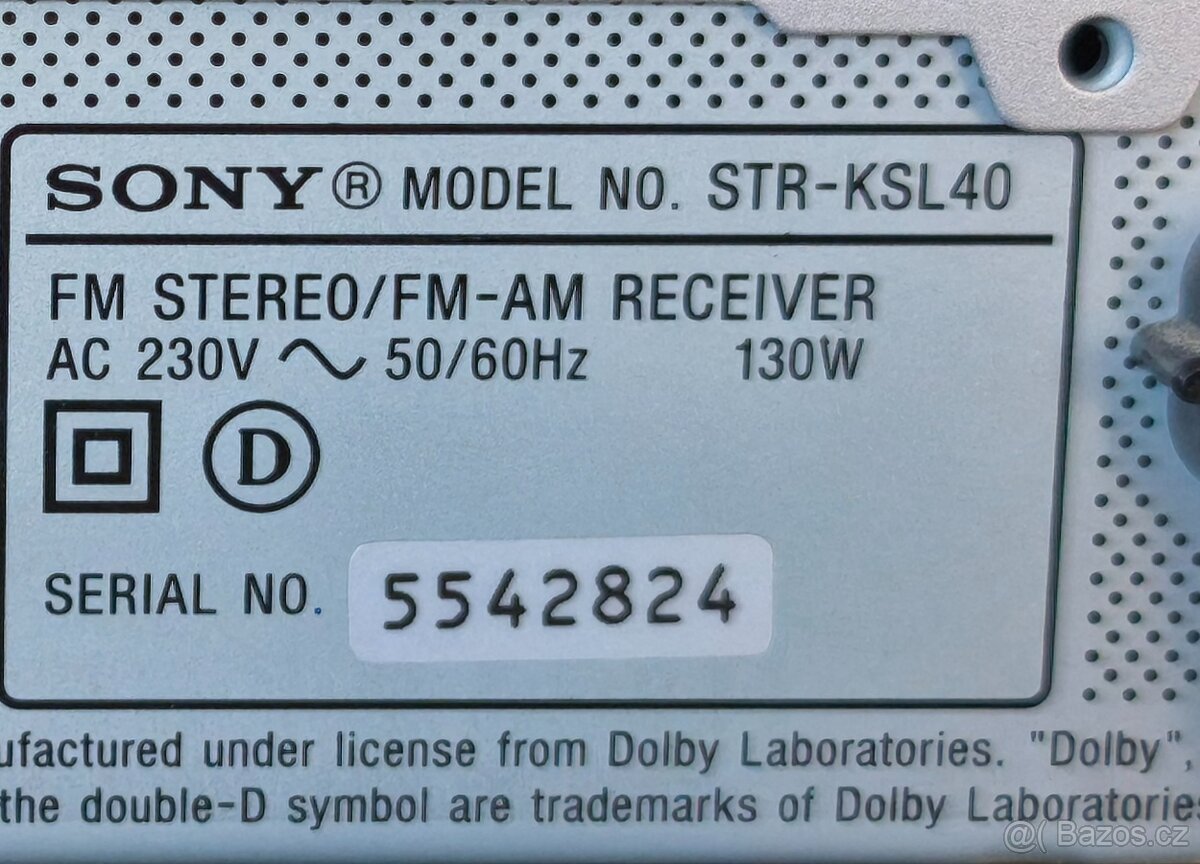 SONY® MODEL NO. STR-KSL40
FM STEREO/FM-AM RECEIVER
AC 230V ~ 50/60Hz 130W
D
SERIAL NO. 5542824
ufactured under license from Dolby Laboratories. "Dolby",
the double-D symbol are trademarks of Dolby Laboratories
@( Bazos.cz